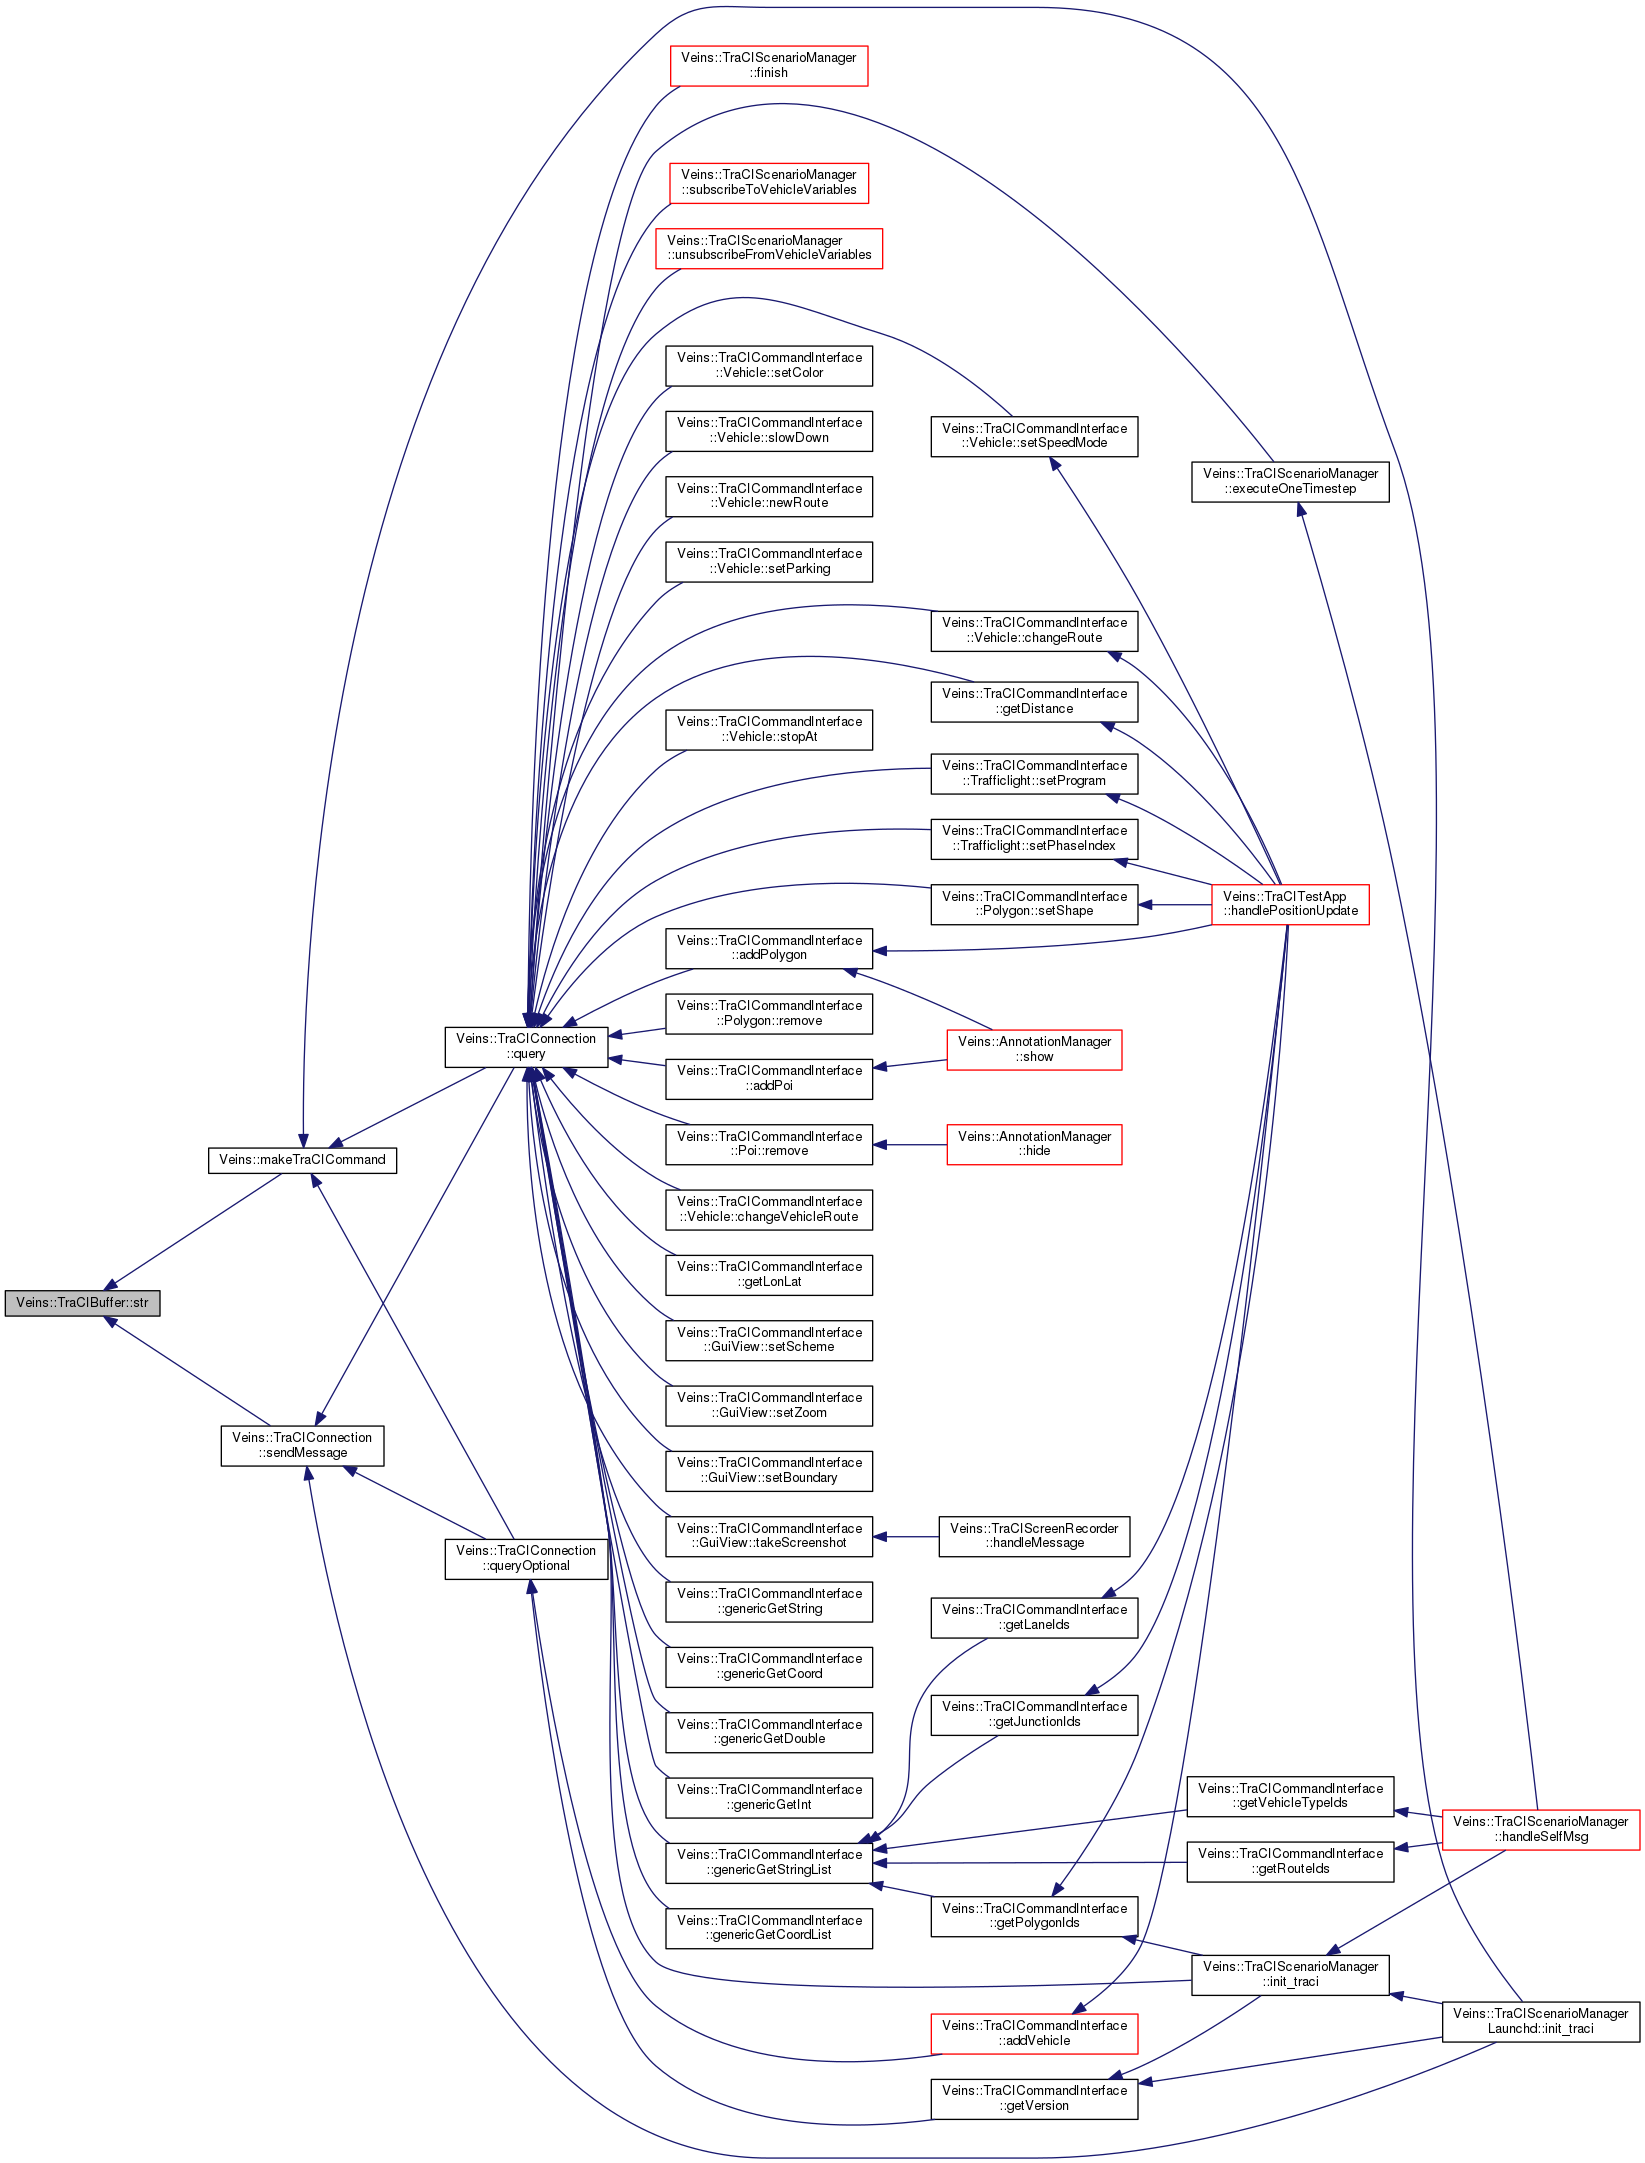 Veins::TraCIScenarioManager
::finish
Veins::TraCIScenarioManager
::subscribeToVehicleVariables
Veins::TraCIScenarioManager
::unsubscribeFromVehicleVariables
Veins::TraCICommandInterface
::Vehicle::setColor
Veins::TraCICommandInterface
::Vehicle::slowDown
Veins::TraCICommandInterface
::Vehicle::setSpeedMode
Veins::TraCIScenarioManager
::executeOneTimestep
Veins::TraCICommandInterface
::Vehicle::newRoute
Veins::TraCICommandInterface
::Vehicle::setParking
Veins::TraCICommandInterface
::Vehicle::changeRoute
Veins::TraCICommandInterface
::getDistance
Veins::TraCICommandInterface
::Vehicle::stopAt
Veins::TraCICommandInterface
::Trafficlight::setProgram
Veins::TraCICommandInterface
::Trafficlight::setPhaseIndex
Veins::TraCICommandInterface
::Polygon::setShape
Veins::TraCITestApp
::handlePositionUpdate
Veins::TraCICommandInterface
::addPolygon
Veins::TraCICommandInterface
::Polygon::remove
Veins::TraCIConnection
::query
Veins::AnnotationManager
::show
Veins::TraCICommandInterface
::addPoi
Veins::TraCICommandInterface
::Poi::remove
Veins::AnnotationManager
::hide
Veins::makeTraCICommand
Veins::TraCICommandInterface
::Vehicle::changeVehicleRoute
Veins::TraCICommandInterface
::getLonLat
Veins::TraCIBuffer::str
Veins::TraCICommandInterface
::GuiView::setScheme
Veins::TraCICommandInterface
::GuiView::setZoom
Veins::TraCIConnection
::sendMessage
Veins::TraCICommandInterface
::GuiView::setBoundary
Veins::TraCICommandInterface
::GuiView::takeScreenshot
Veins::TraCIScreenRecorder
::handleMessage
Veins::TraCIConnection
::queryOptional
Veins::TraCICommandInterface
::genericGetString
Veins::TraCICommandInterface
::getLaneIds
Veins::TraCICommandInterface
::genericGetCoord
Veins::TraCICommandInterface
::getJunctionIds
Veins::TraCICommandInterface
::genericGetDouble
Veins::TraCICommandInterface
::genericGetInt
Veins::TraCICommandInterface
::getVehicleTypeIds
Veins::TraCIScenarioManager
::handleSelfMsg
Veins::TraCICommandInterface
::genericGetStringList
Veins::TraCICommandInterface
::getRouteIds
Veins::TraCICommandInterface
::getPolygonIds
Veins::TraCICommandInterface
::genericGetCoordList
Veins::TraCIScenarioManager
::init_traci
Veins::TraCIScenarioManager
Launchd::init_traci
Veins::TraCICommandInterface
::addVehicle
Veins::TraCICommandInterface
::getVersion